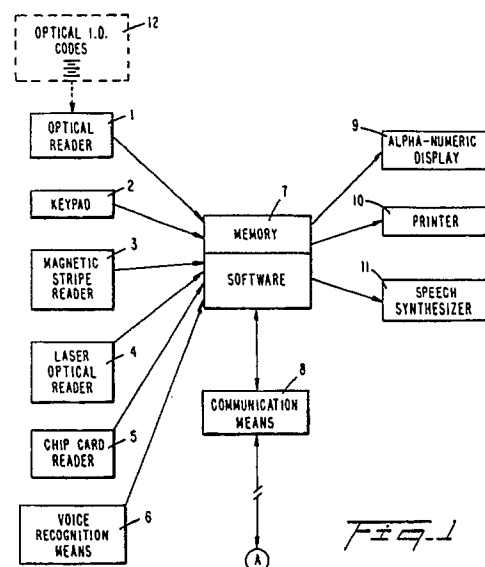 12
OPTICAL I.D.
CODES
1
OPTICAL
READER
2
KEYPAD
3
MAGNETIC
STRIPE
READER
4
LASER
OPTICAL
READER
5
CHIP CARD
READER
6
VOICE
RECOGNITION
MEANS
7
MEMORY
SOFTWARE
8
COMMUNICATION
MEANS
A
9
ALPHA-NUMERIC
DISPLAY
10
PRINTER
11
SPEECH
SYNTHESIZER
Fig_1